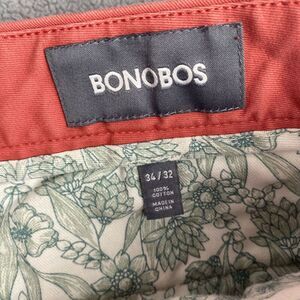 BONOBOS
34 / 32
100%
COTTON
MADE IN
CHINA